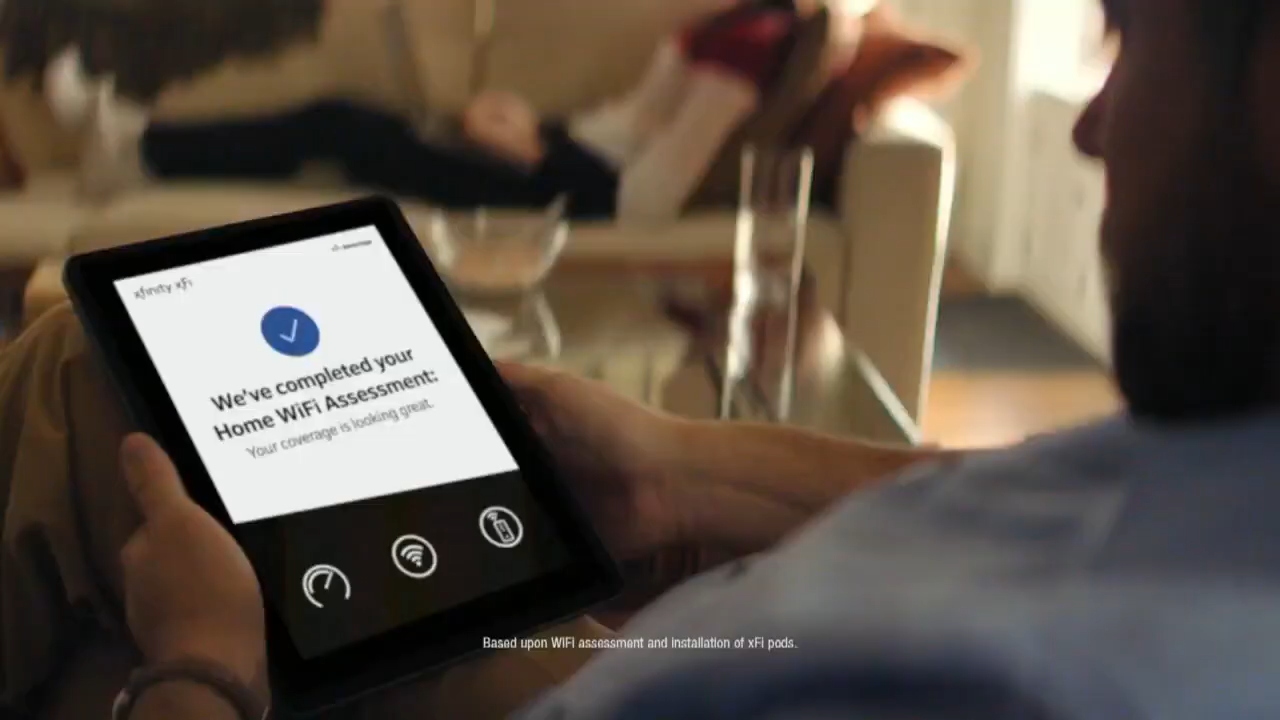 xfinity xfi
We've completed your
Home WiFi Assessment:
Your coverage is looking great.
Based upon WiFi assessment and installation of xFi pods.